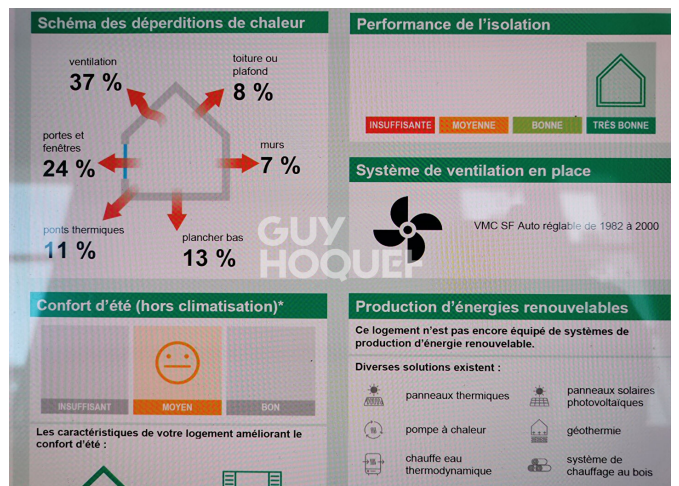 Schéma des déperditions de chaleur
ventilation
37 %
toiture ou
plafond
8 %
portes et
fenêtres
24 %
murs
7 %
ponts thermiques
11 %
plancher bas
13 %
Performance de l'isolation
INSUFFISANTE
MOYENNE
BONNE
TRÈS BONNE
Système de ventilation en place
VMC SF Auto réglable de 1982 à 2000
GUY
HOQUET
Confort d'été (hors climatisation)*
INSUFFISANT
MOYEN
BON
Les caractéristiques de votre logement améliorant le
confort d'été :
Production d'énergies renouvelables
Ce logement n'est pas encore équipé de systèmes de
production d'énergie renouvelable.
Diverses solutions existent :
panneaux thermiques
panneaux solaires
photovoltaïques
pompe à chaleur
géothermie
chauffe eau
thermodynamique
système de
chauffage au bois